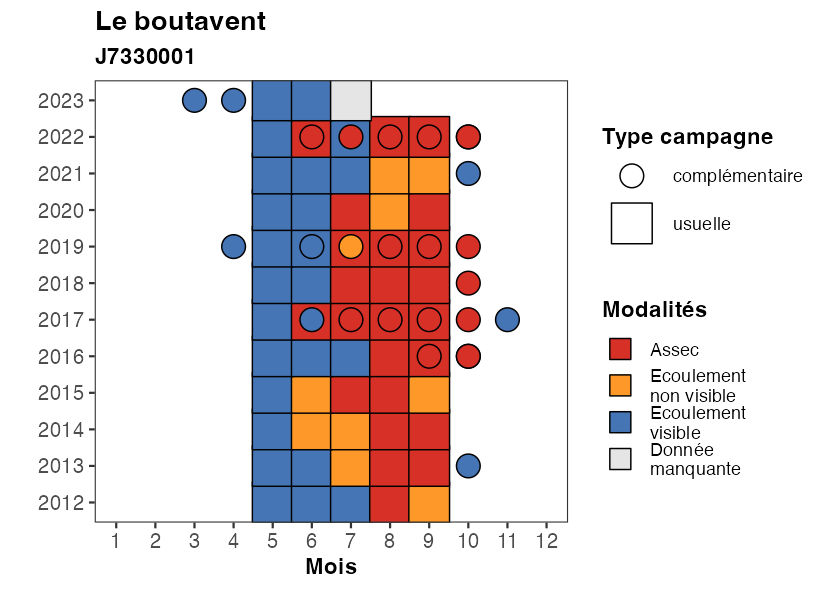 Le boutavent
J7330001
2023
2022
2021
2020
2019
2018
2017
2016
2015
2014
2013
2012
1 2 3 4 5 6 7 8 9 10 11 12
Mois
Type campagne
complémentaire
usuelle
Modalités
Assec
Ecoulement
non visible
Ecoulement
visible
Donnée
manquante